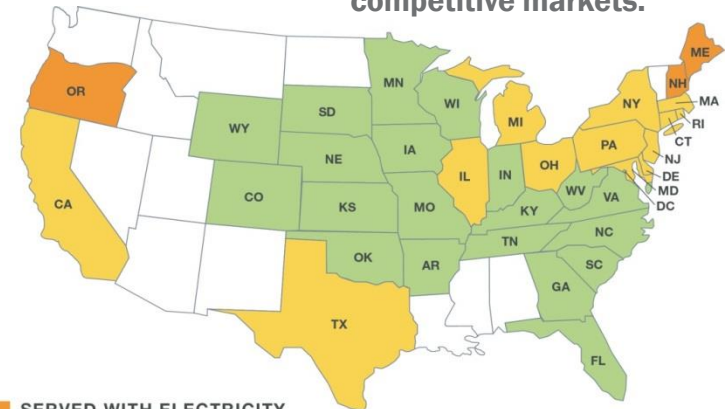 competitive markets.
ME
OR
NH
MN
WI
NY
MA
SD
MI
RI
WY
CT
IA
PA
NE
NJ
OH
IL
IN
DE
CO
WV
MD
CA
VA
DC
KS
MO
KY
NC
TN
OK
AR
SC
GA
TX
FL
SERVED WITH ELECTRICITY